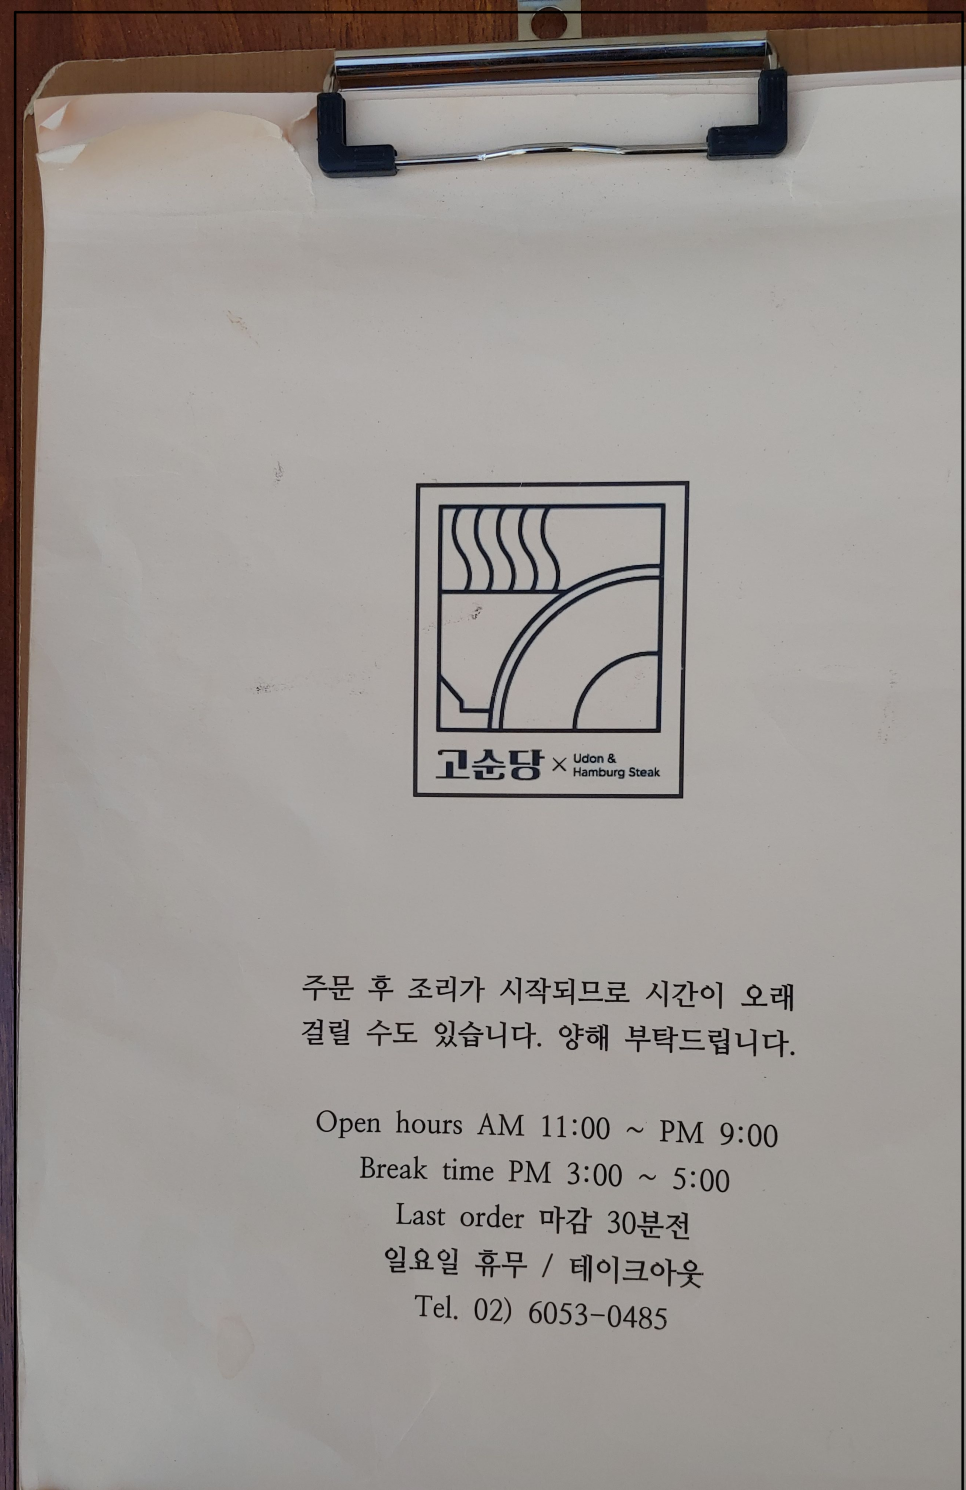 고순당 × Udon &
Hamburg Steak
주문 후 조리가 시작되므로 시간이 오래
걸릴 수도 있습니다. 양해 부탁드립니다.
Open hours AM 11:00 ~ PM 9:00
Break time PM 3:00 ~ 5:00
Last order 마감 30분전
일요일 휴무 / 테이크아웃
Tel. 02) 6053-0485